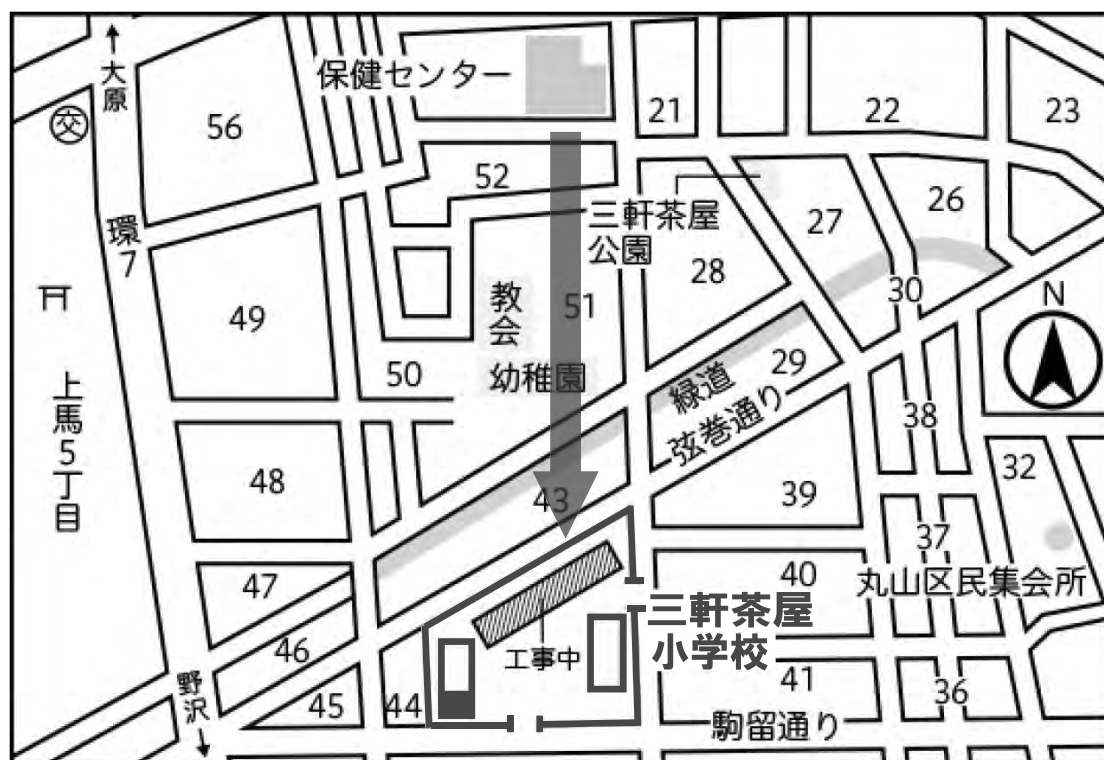 大原
保健センター
交
56
21
22
23
52
三軒茶屋
公園
27
26
環7
28
30
N
49
教会
51
幼稚園
50
緑道
29
弦巻通り
38
上馬5丁目
48
43
39
32
37
47
40
丸山区民集会所
三軒茶屋
小学校
工事中
46
41
36
野沢
45
44
駒留通り